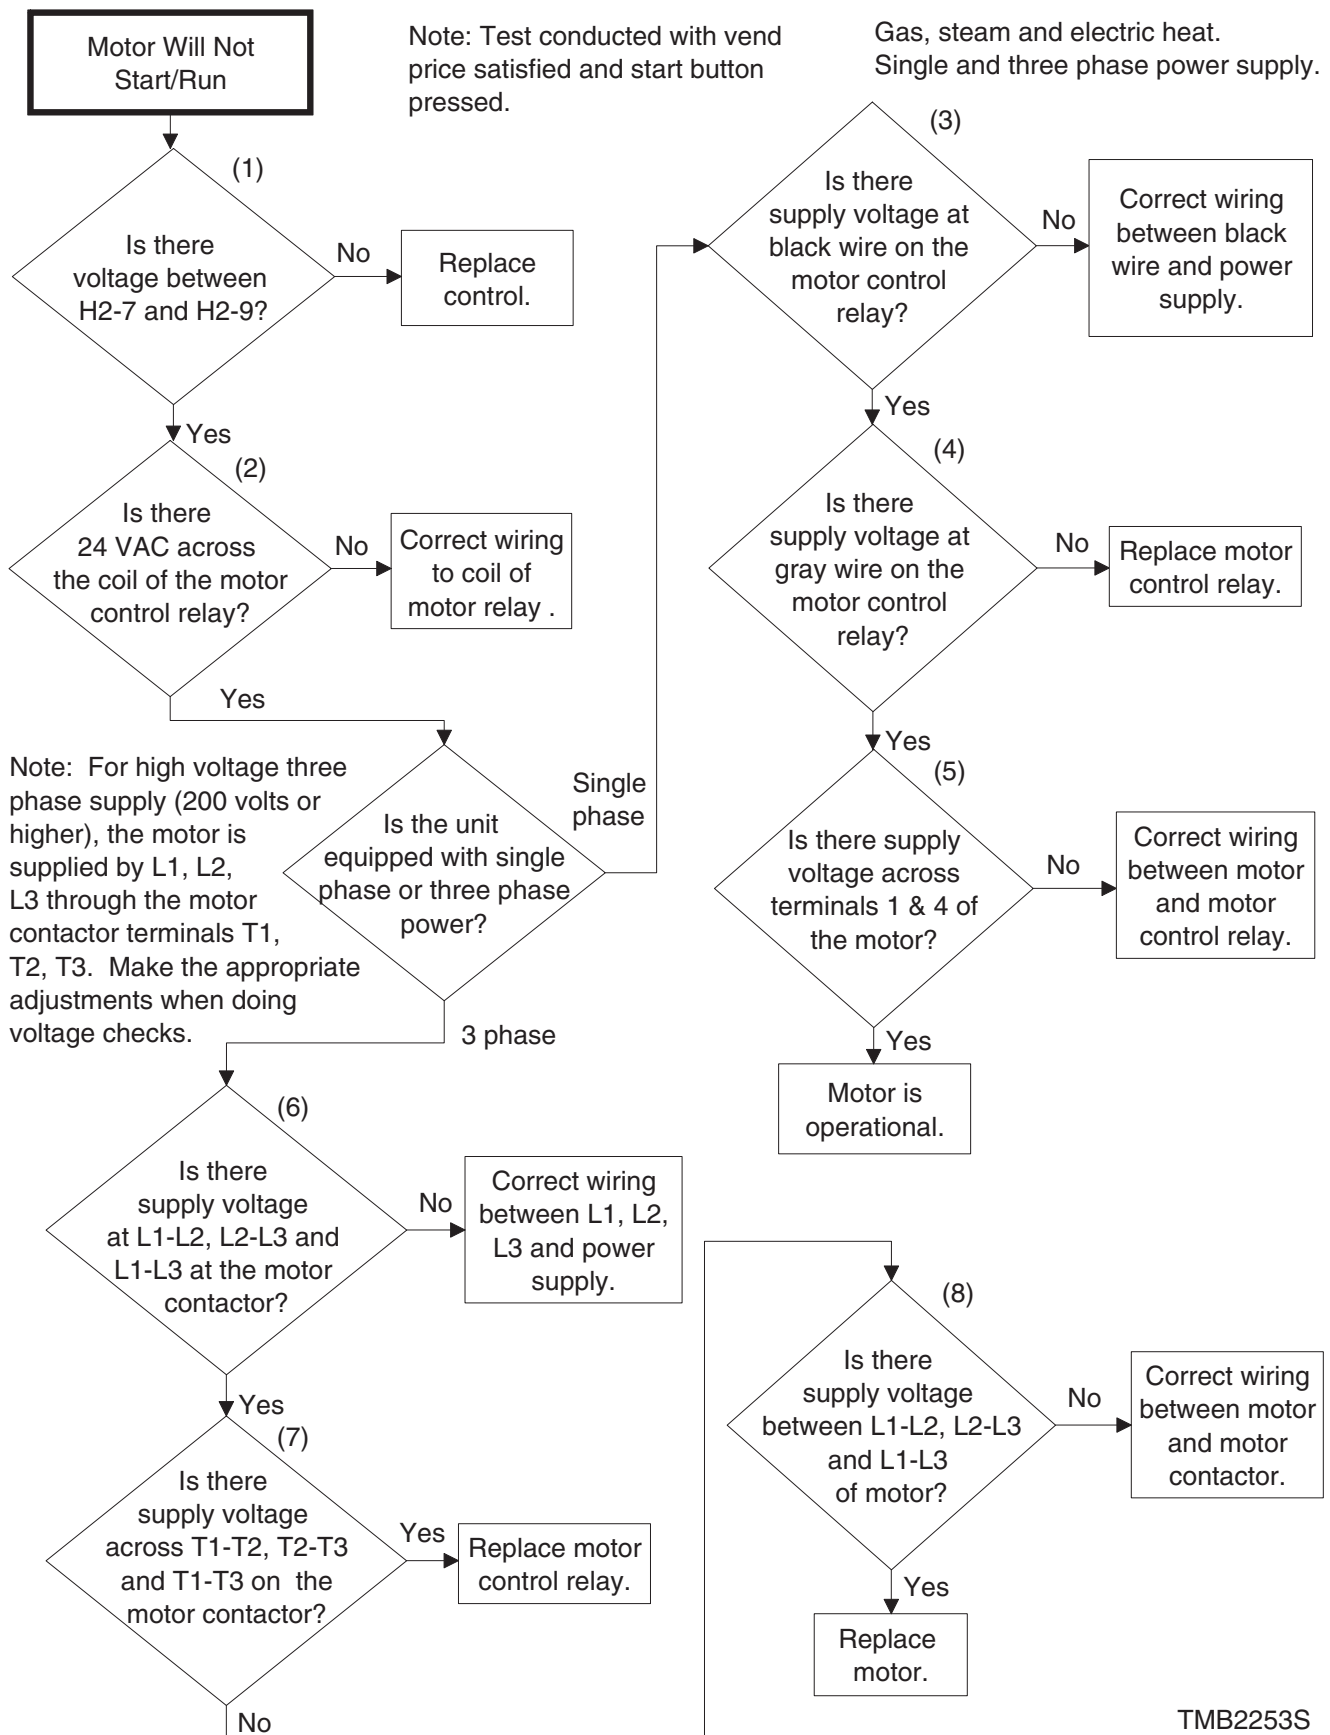 Motor Will Not
Start/Run
Note: Test conducted with vend
price satisfied and start button
pressed.
Gas, steam and electric heat.
Single and three phase power supply.
(1)
Is there
voltage between
H2-7 and H2-9?
No
Replace
control.
Yes
(2)
Is there
24 VAC across
the coil of the motor
control relay?
No
Correct wiring
to coil of
motor relay .
Yes
Note: For high voltage three
phase supply (200 volts or
higher), the motor is
supplied by L1, L2,
L3 through the motor
contactor terminals T1,
T2, T3. Make the appropriate
adjustments when doing
voltage checks.
Is the unit
equipped with single
phase or three phase
power?
Single
phase
3 phase
(3)
Is there
supply voltage at
black wire on the
motor control
relay?
No
Correct wiring
between black
wire and power
supply.
Yes
(4)
Is there
supply voltage at
gray wire on the
motor control
relay?
No
Replace motor
control relay.
Yes
(5)
Is there supply
voltage across
terminals 1 & 4 of
the motor?
No
Correct wiring
between motor
and motor
control relay.
Yes
Motor is
operational.
(6)
Is there
supply voltage
at L1-L2, L2-L3 and
L1-L3 at the motor
contactor?
No
Correct wiring
between L1, L2,
L3 and power
supply.
Yes
(7)
Is there
supply voltage
across T1-T2, T2-T3
and T1-T3 on the
motor contactor?
Yes
Replace motor
control relay.
No
(8)
Is there
supply voltage
between L1-L2, L2-L3
and L1-L3
of motor?
No
Correct wiring
between motor
and motor
contactor.
Yes
Replace
motor.
TMB2253S